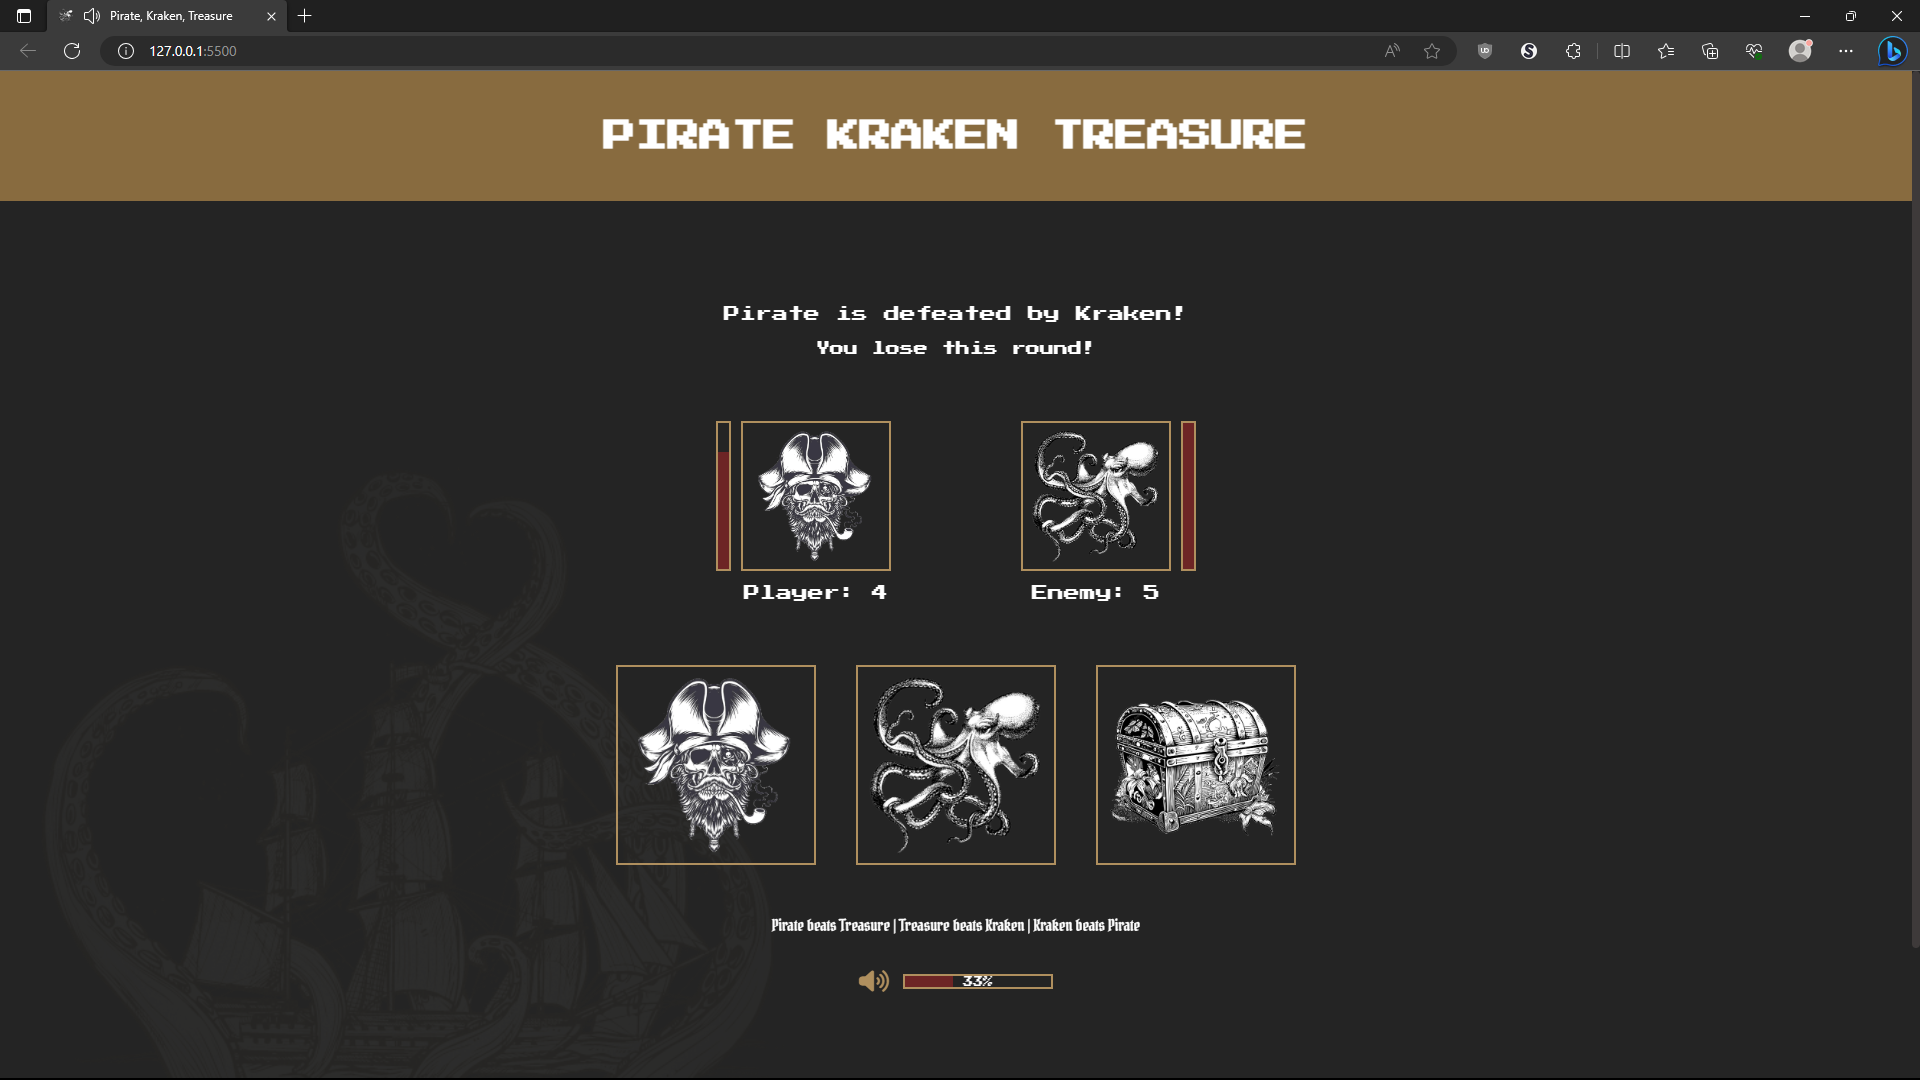 Pirate, Kraken, Treasure
127.0.0.1:5500
PIRATE KRAKEN TREASURE
Pirate is defeated by Kraken!
You lose this round!
Player: 4
Enemy: 5
Pirate beats Treasure | Treasure beats Kraken | Kraken beats Pirate
33%